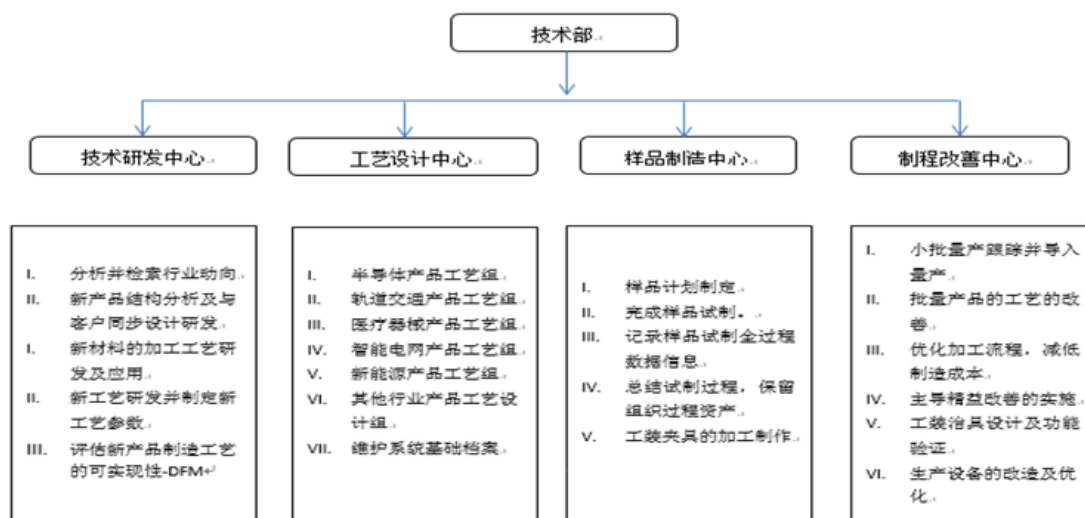 技术部
技术研发中心
工艺设计中心
样品制造中心
制程改善中心
I. 分析并检索行业动向
II. 新产品结构分析及与
客户同步设计研发
I. 新材料的加工工艺研
发及应用
II. 新工艺研发并制定新
工艺参数
III. 评估新产品制造工艺
的可实现性-DFM
I. 半导体产品工艺组
II. 轨道交通产品工艺组
III. 医疗器械产品工艺组
IV. 智能电网产品工艺组
V. 新能源产品工艺组
VI. 其他行业产品工艺设
计组
VII. 维护系统基础档案
I. 样品计划制定
II. 完成样品试制。
III. 记录样品试制全过程
数据信息
IV. 总结试制过程，保留
组织过程资产
V. 工装夹具的加工制作
I. 小批量产跟踪并导入
量产
II. 批量产品的工艺的改
善
III. 优化加工流程，减低
制造成本
IV. 主导精益改善的实施
V. 工装治具设计及功能
验证
VI. 生产设备的改造及优
化